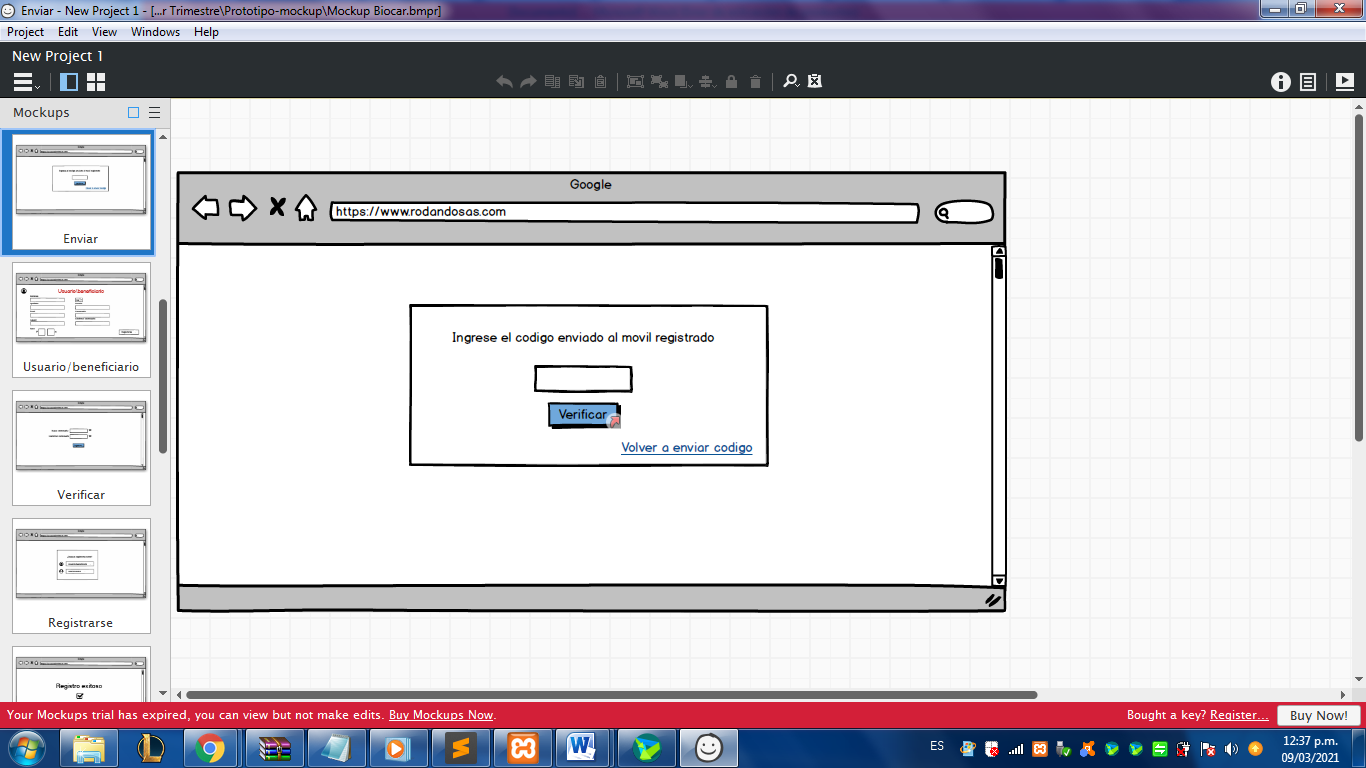 Enviar - New Project 1 - [...r Trimestre\Prototipo-mockup\Mockup Biocar.bmpr]
Project Edit View Windows Help
New Project 1
Mockups
Enviar
Usuario/beneficiario
Usuario/beneficiario
Verificar
Registrarse
Registro exitoso
Google
https://www.rodandosas.com
Ingrese el codigo enviado al movil registrado
Verificar
Volver a enviar codigo
Your Mockups trial has expired, you can view but not make edits. Buy Mockups Now.
Bought a key? Register... Buy Now!
ES
12:37 p.m.
09/03/2021